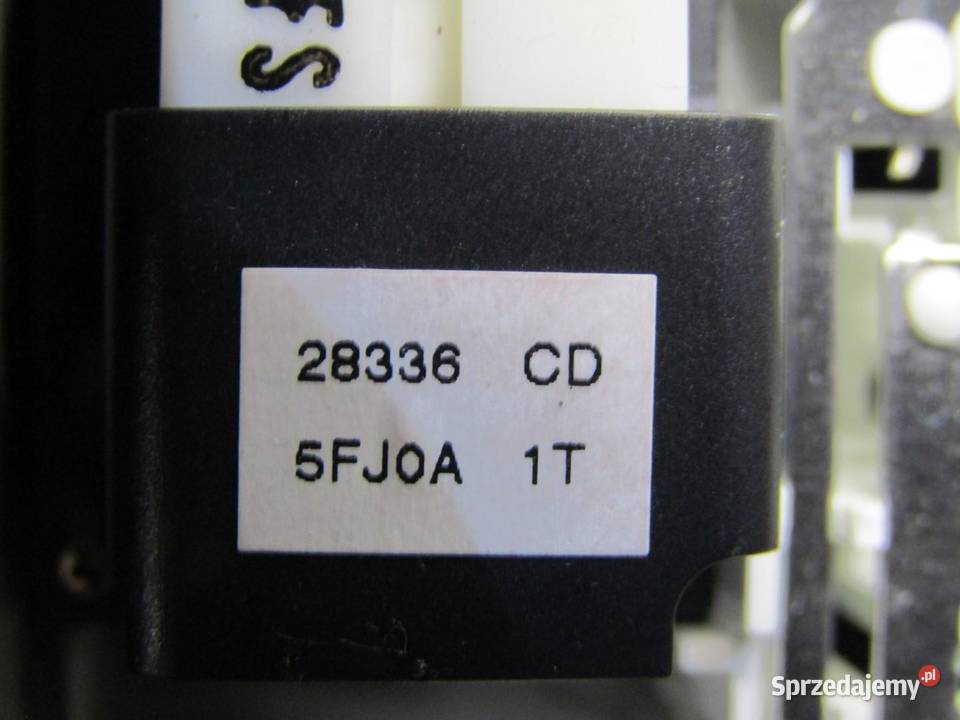 S
28336 CD
5FJ0A 1T
Sprzedajemy.pl